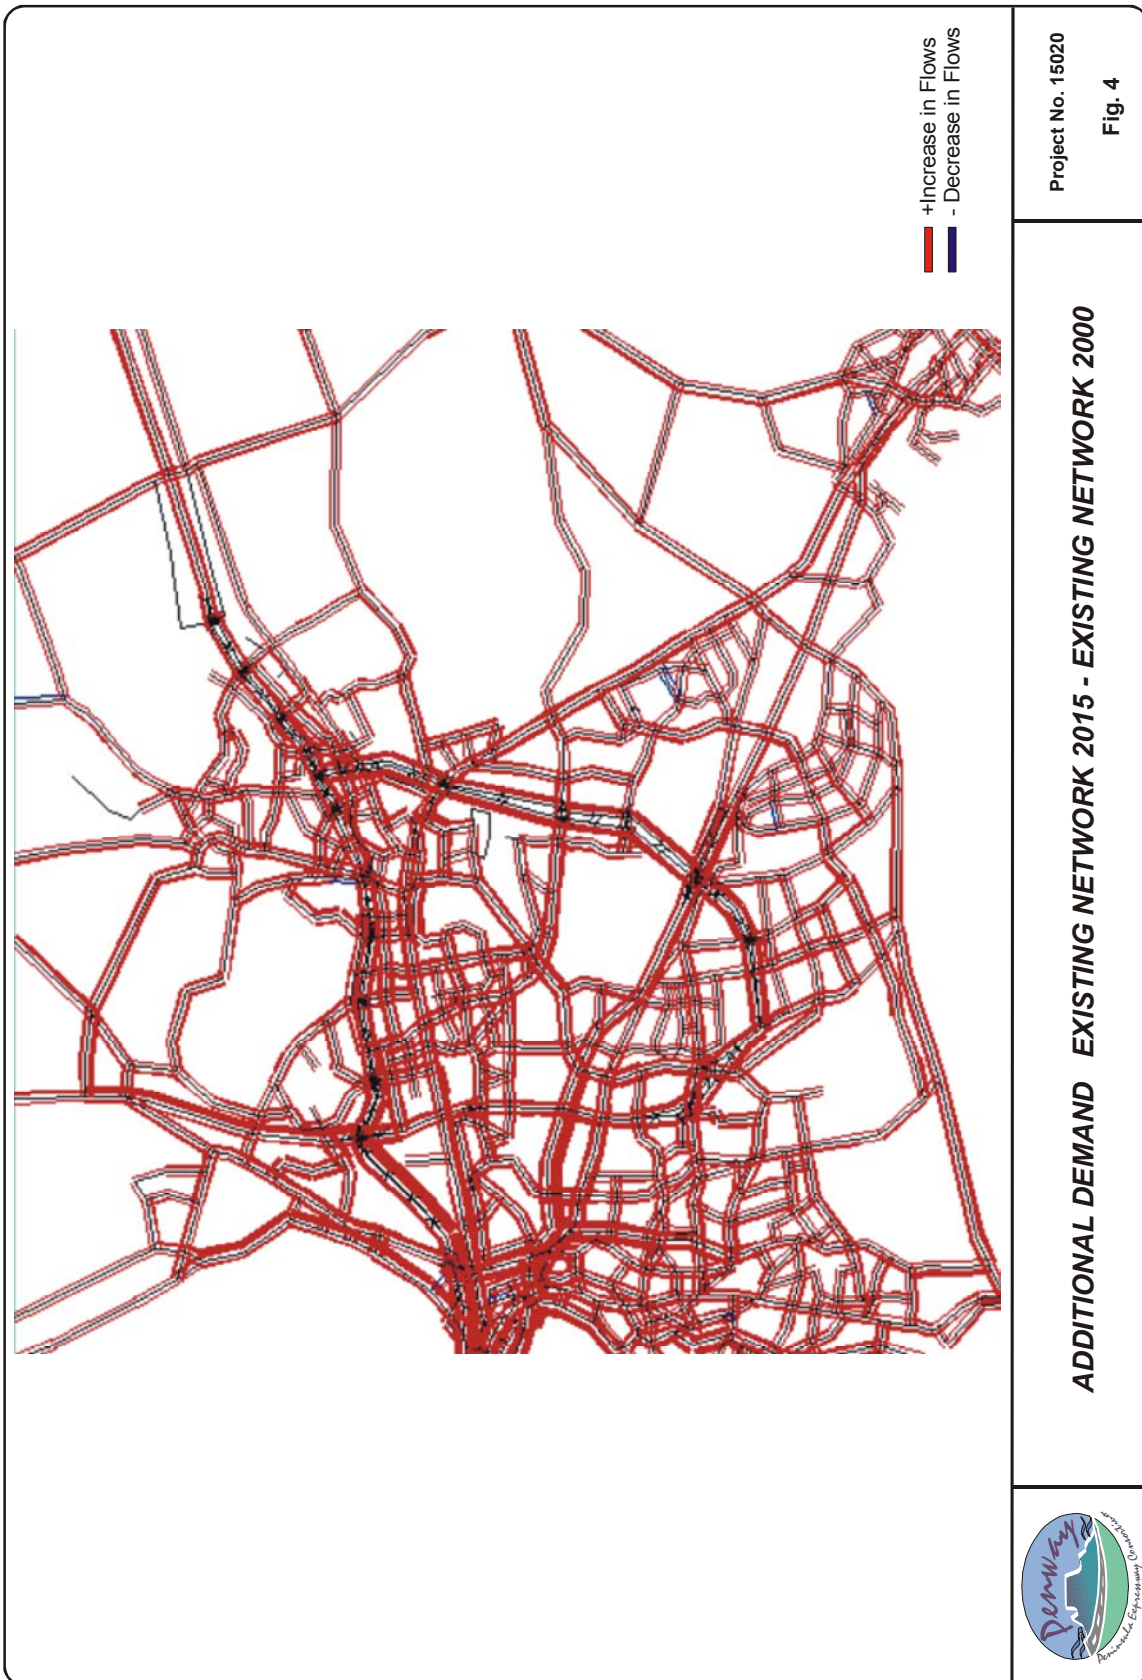 +Increase in Flows
- Decrease in Flows
Project No. 15020
Fig. 4
ADDITIONAL DEMAND EXISTING NETWORK 2015 - EXISTING NETWORK 2000
Penway
Peninsula Expressway Consortium